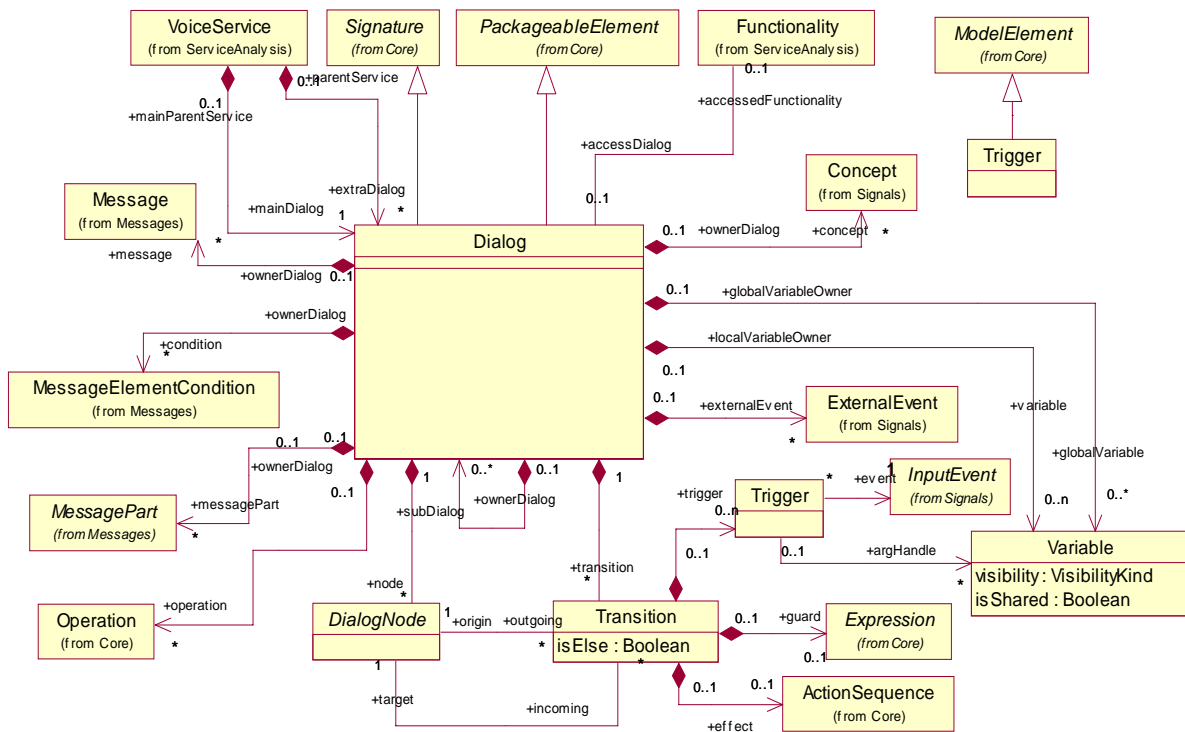 VoiceService
(from ServiceAnalysis)
Signature
(from Core)
PackageableElement
(from Core)
Functionality
(from ServiceAnalysis)
ModelElement
(from Core)
0..1
+mainParentService
0..1
+parentService
0..1
+accessedFunctionality
Trigger
+accessDialog
0..1
Concept
(from Signals)
Message
(from Messages)
+extraDialog
*
+mainDialog
1
*
+message
Dialog
0..1
+ownerDialog
+concept
*
+ownerDialog
0..1
0..1
+globalVariableOwner
+ownerDialog
+condition
*
+localVariableOwner
0..1
MessageElementCondition
(from Messages)
0..1
+externalEvent
*
ExternalEvent
(from Signals)
+variable
+globalVariable
0..1
0..1
+ownerDialog
+messagePart
*
MessagePart
(from Messages)
0..1
1
+subDialog
0..*
0..1
+ownerDialog
1
+trigger
0..n
Trigger
*
+event
1
InputEvent
(from Signals)
0..n
0..*
0..1
0..1
+argHandle
*
Variable
visibility : VisibilityKind
isShared : Boolean
+operation
*
Operation
(from Core)
+node
*
+transition
*
DialogNode
1
+origin
+outgoing
*
Transition
isElse : Boolean
0..1
+guard
0..1
Expression
(from Core)
1
+target
+incoming
*
0..1
0..1
+effect
ActionSequence
(from Core)